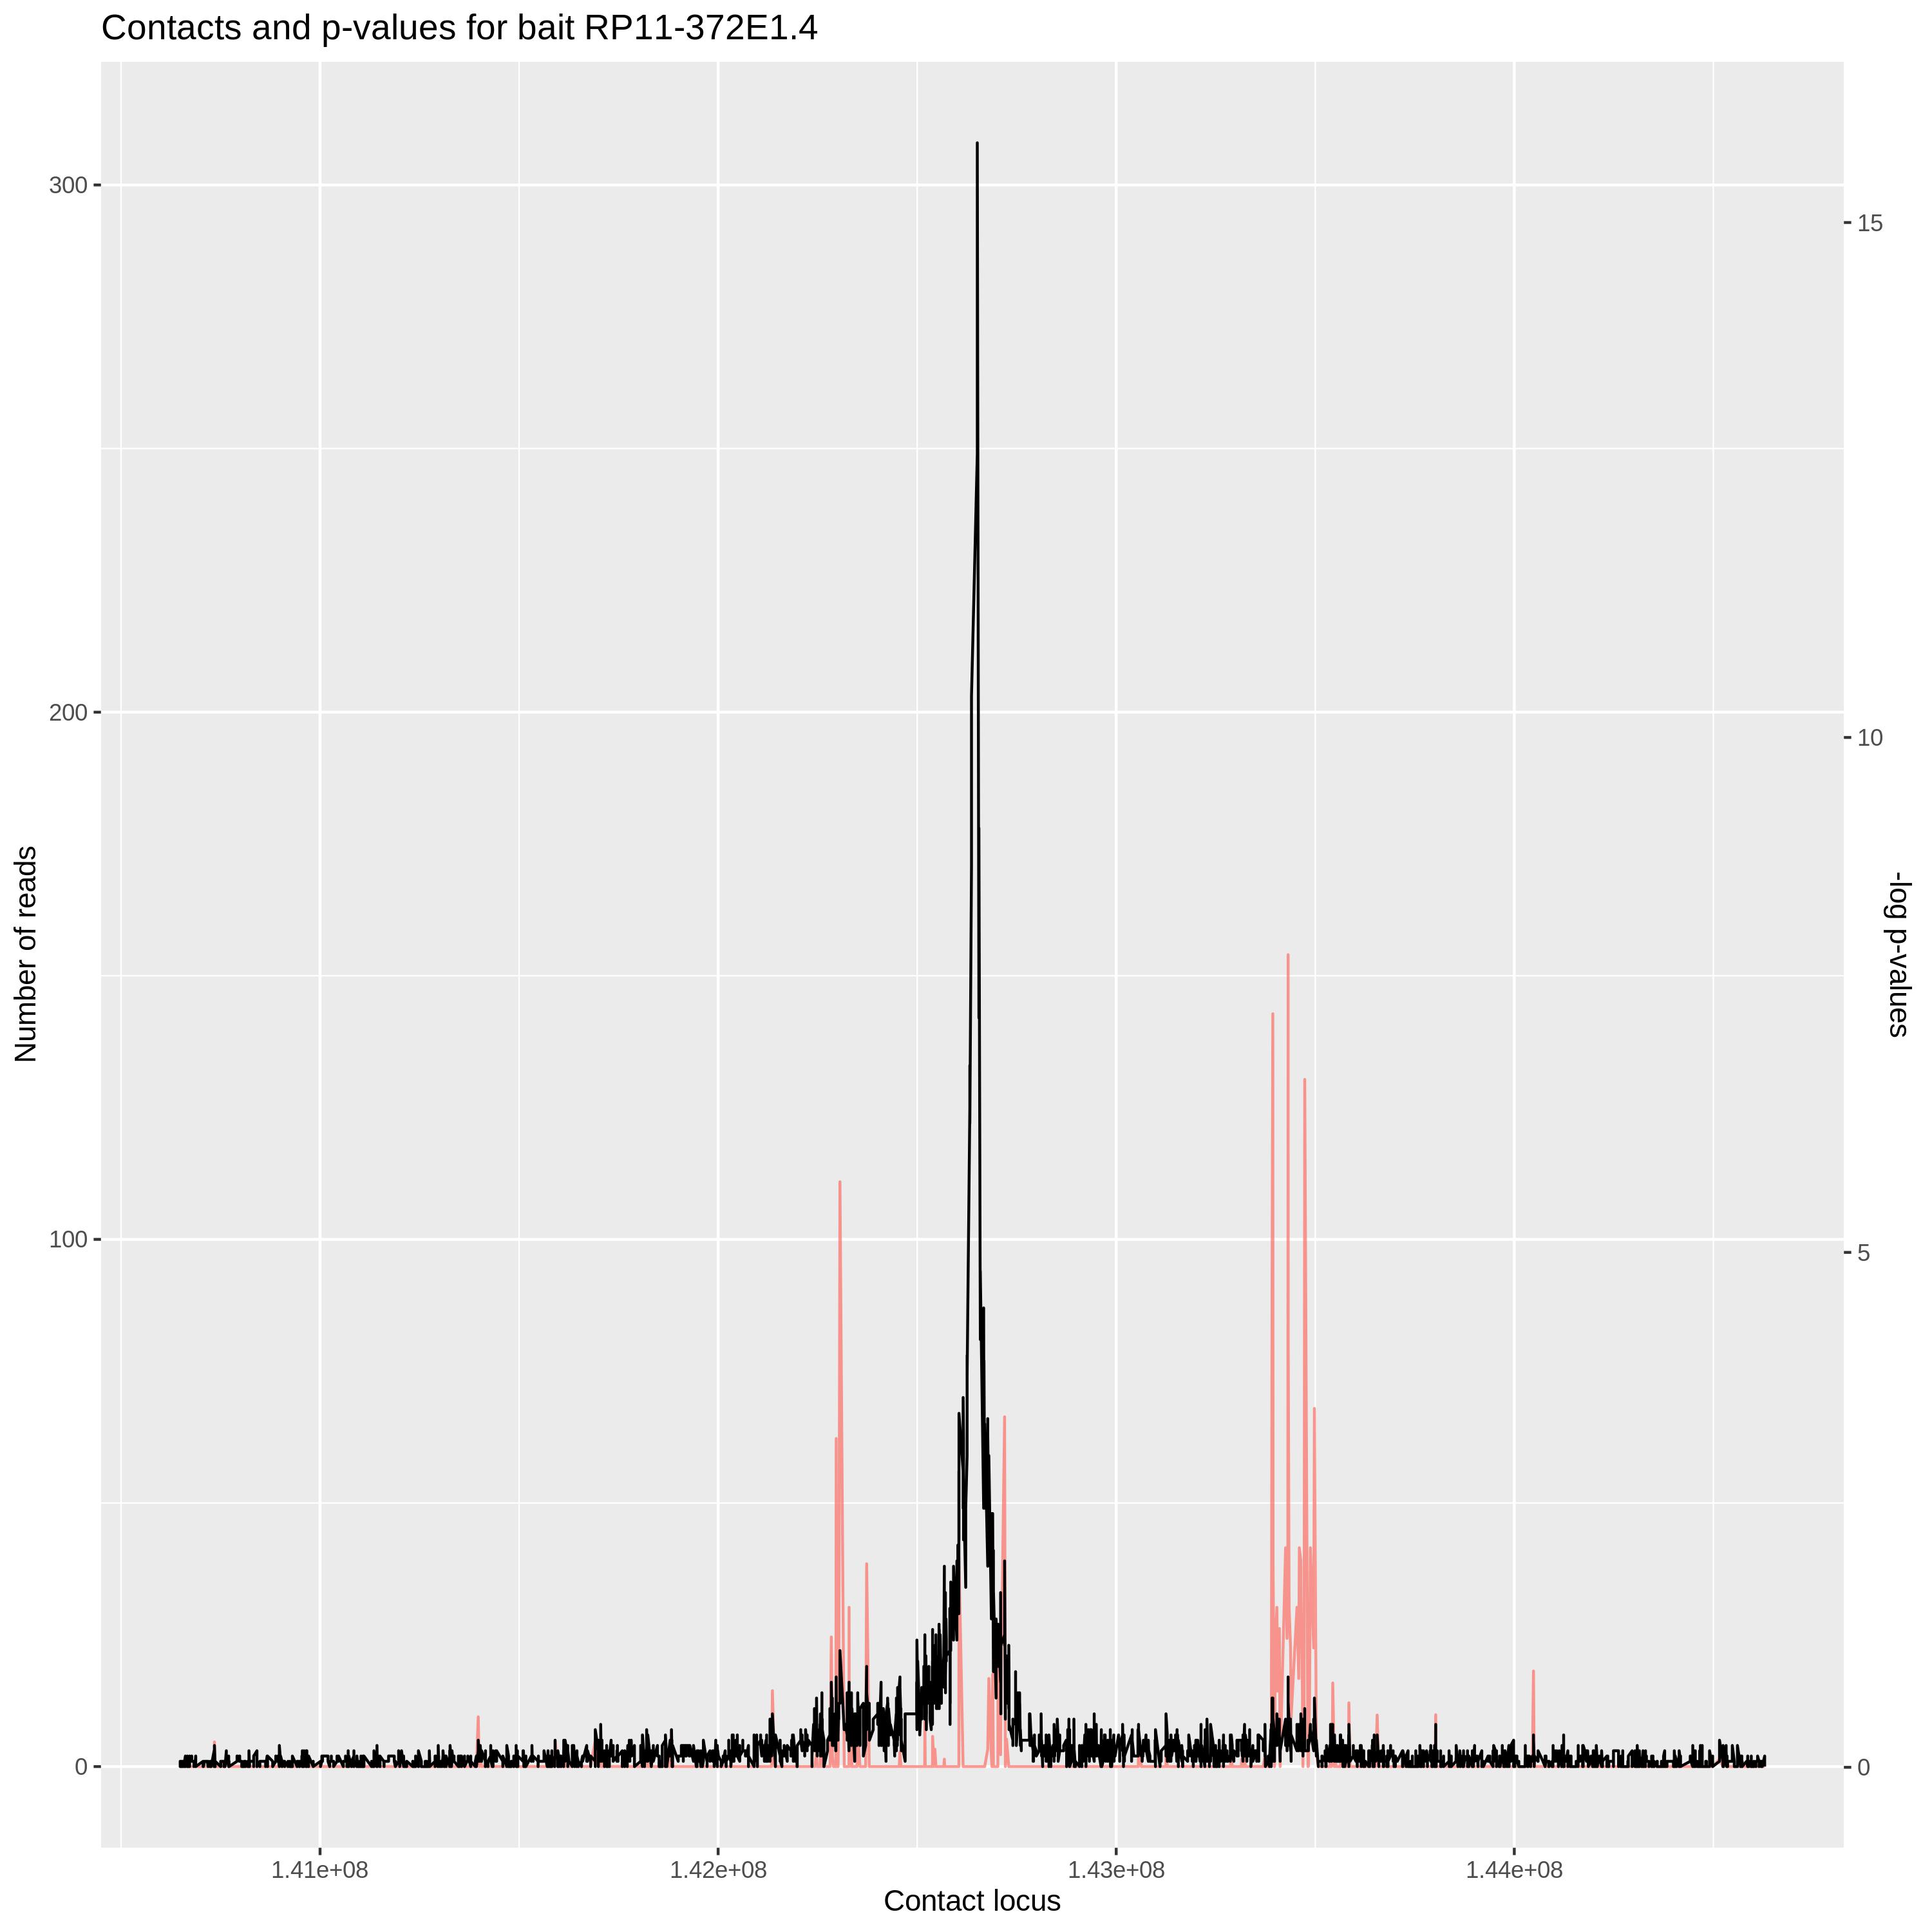 Contacts and p-values for bait RP11-372E1.4
300
200
100
0
Number of reads
15
10
5
0
-log p-values
1.41e+08
1.42e+08
1.43e+08
1.44e+08
Contact locus